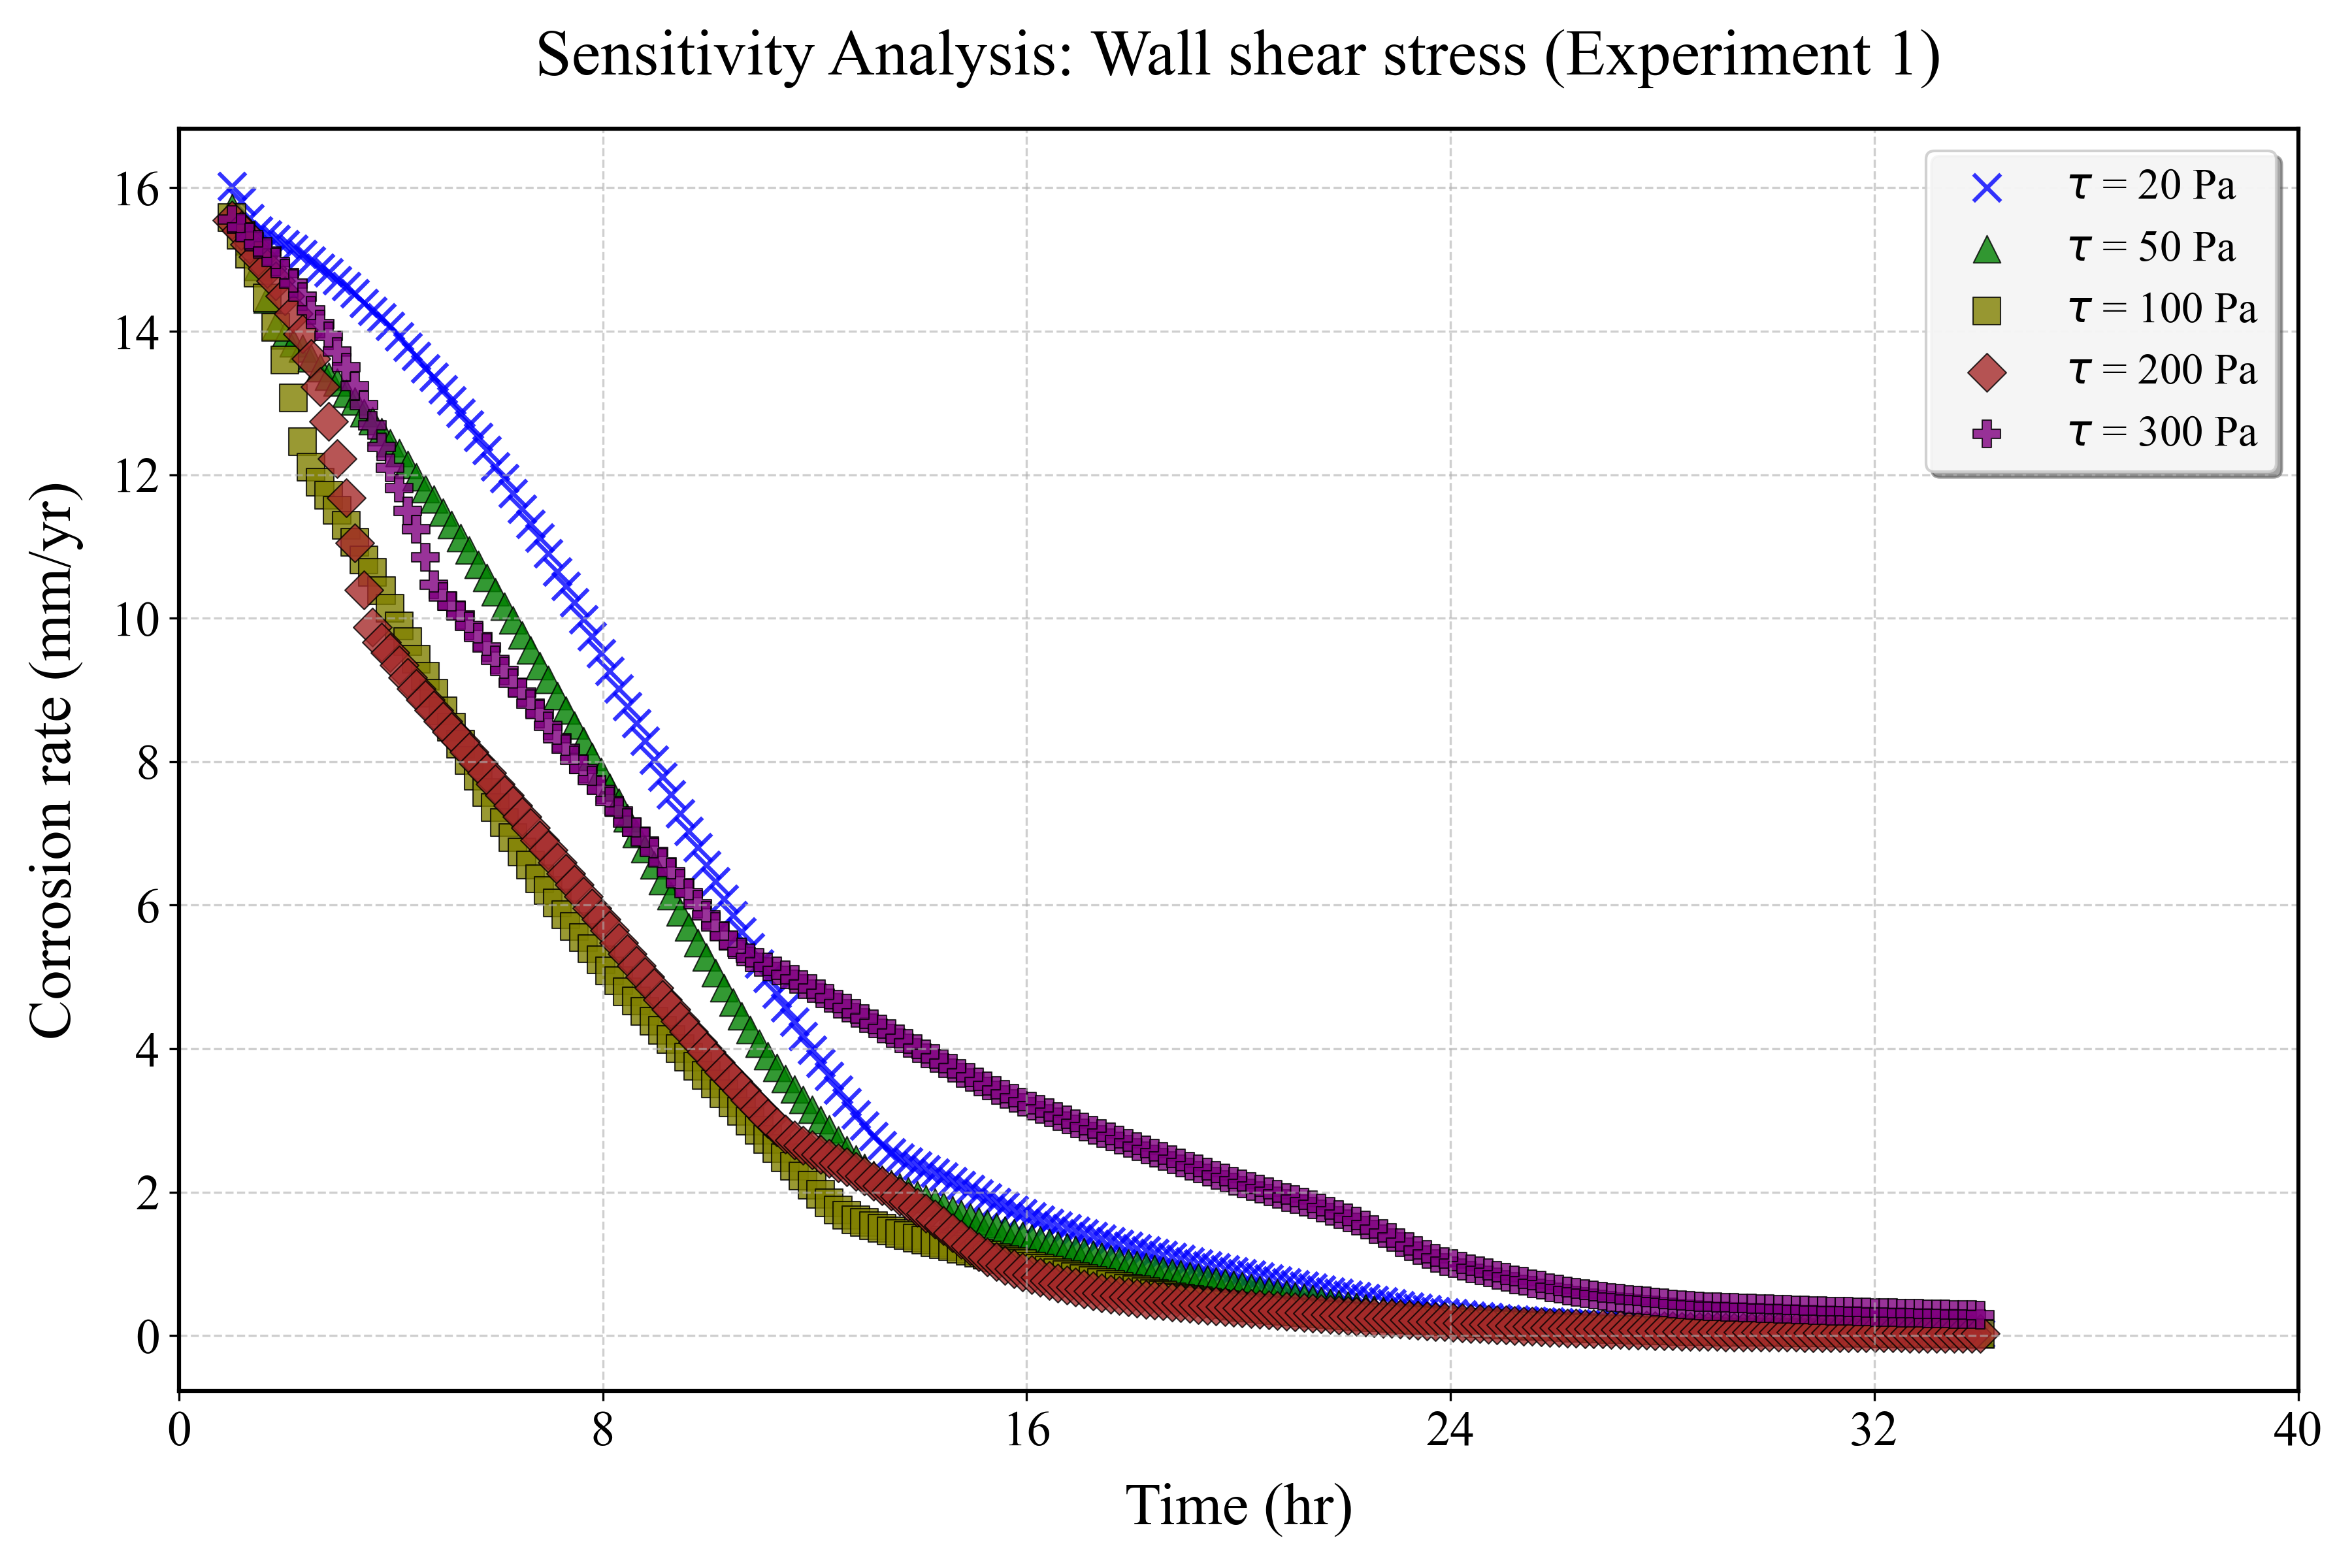 Sensitivity Analysis: Wall shear stress (Experiment 1)
16
14
12
10
8
6
4
2
0
Corrosion rate (mm/yr)
τ = 20 Pa
τ = 50 Pa
τ = 100 Pa
τ = 200 Pa
τ = 300 Pa
0 8 16 24 32 40
Time (hr)